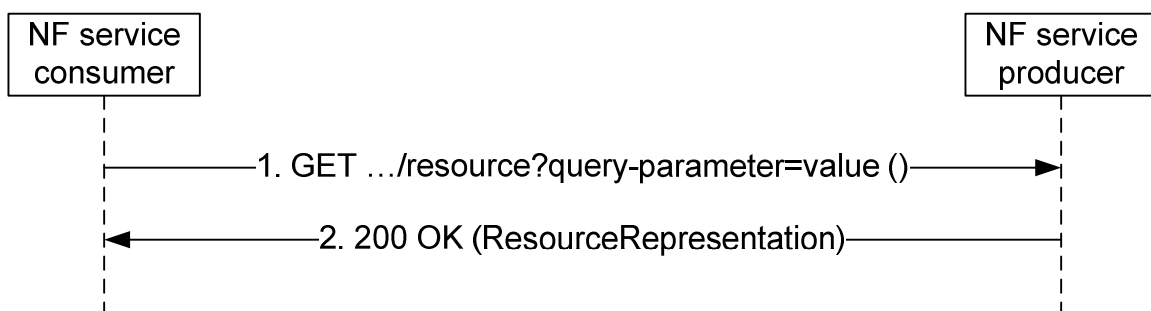 NF service
consumer
NF service
producer
1. GET …/resource?query-parameter=value ()
2. 200 OK (ResourceRepresentation)